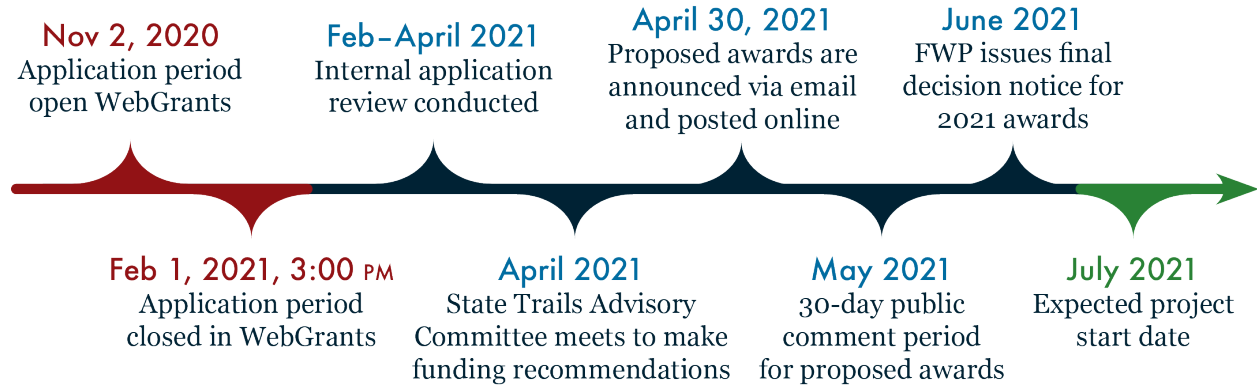 Nov 2, 2020
Application period
open WebGrants
Feb 1, 2021, 3:00 PM
Application period
closed in WebGrants
Feb–April 2021
Internal application
review conducted
April 2021
State Trails Advisory
Committee meets to make
funding recommendations
April 30, 2021
Proposed awards are
announced via email
and posted online
May 2021
30-day public
comment period
for proposed awards
June 2021
FWP issues final
decision notice for
2021 awards
July 2021
Expected project
start date